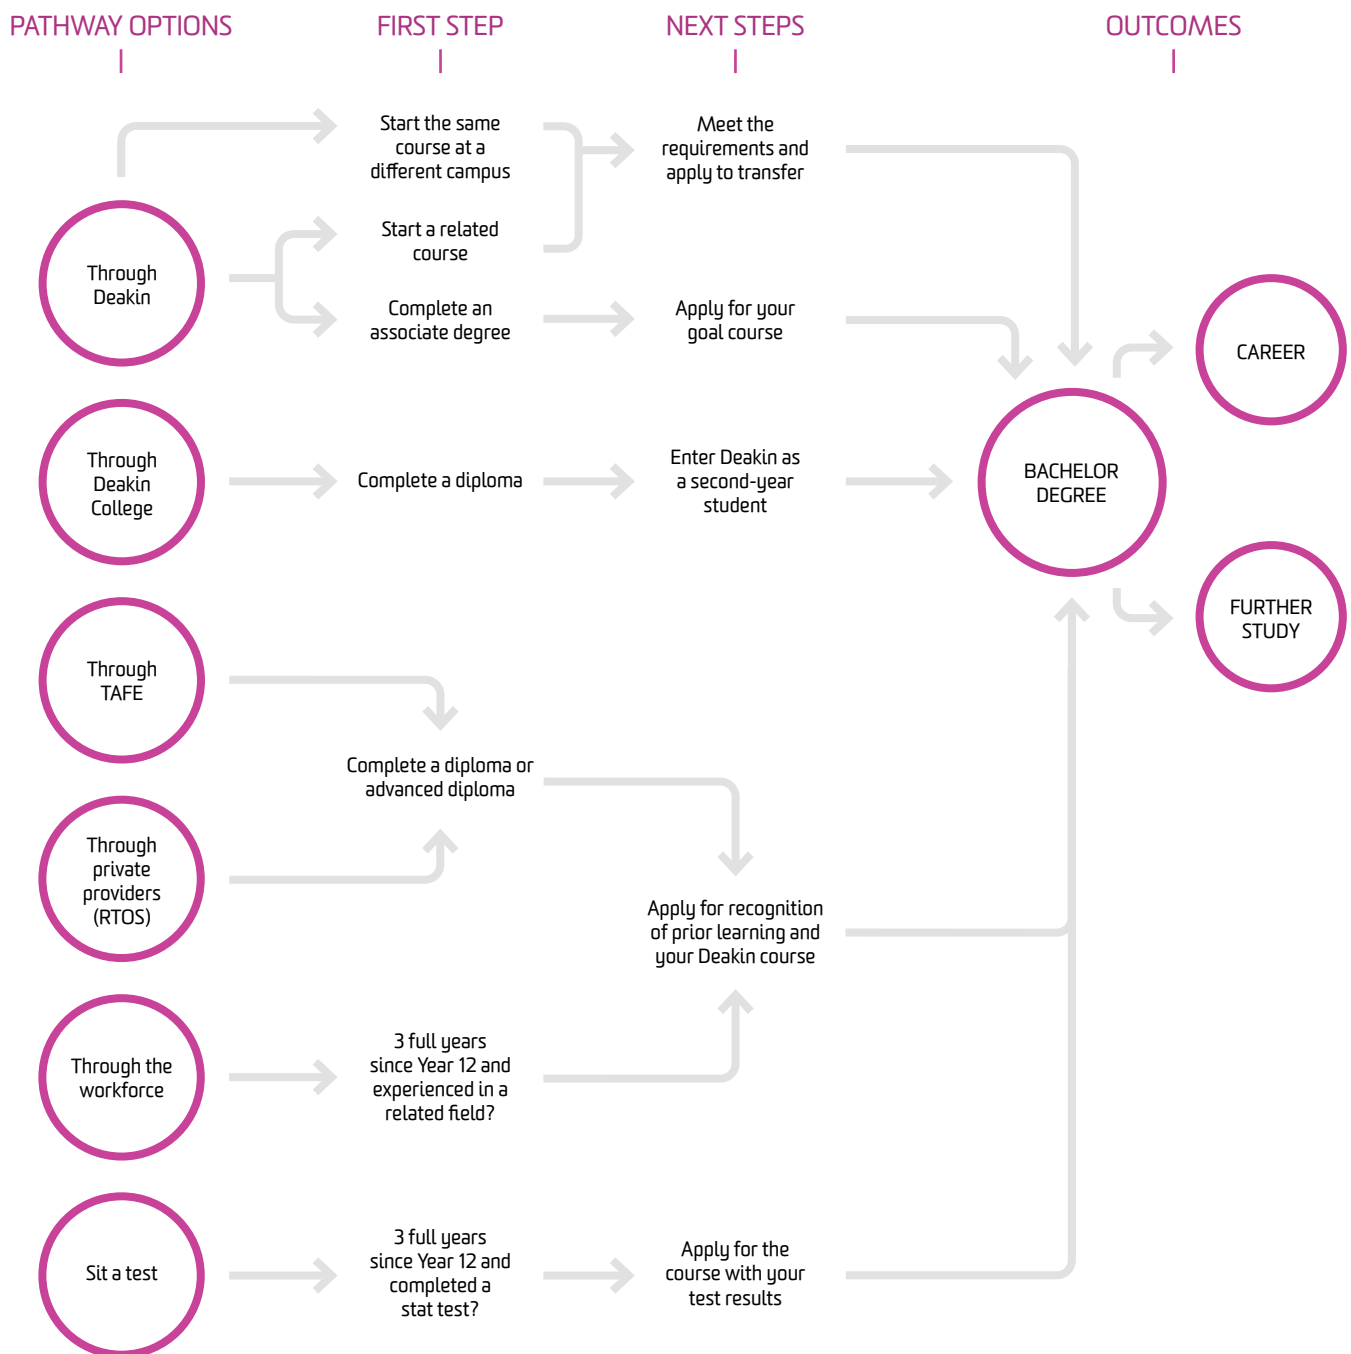 PATHWAY OPTIONS
FIRST STEP
NEXT STEPS
OUTCOMES
Through
Deakin
Start the same
course at a
different campus
Start a related
course
Meet the
requirements and
apply to transfer
Complete an
associate degree
Apply for your
goal course
Through
Deakin
College
Complete a diploma
Enter Deakin as
a second-year
student
BACHELOR
DEGREE
CAREER
FURTHER
STUDY
Through
TAFE
Complete a diploma or
advanced diploma
Through
private
providers
(RTOS)
Apply for recognition
of prior learning and
your Deakin course
Through the
workforce
3 full years
since Year 12 and
experienced in a
related field?
Sit a test
3 full years
since Year 12 and
completed a
stat test?
Apply for the
course with your
test results